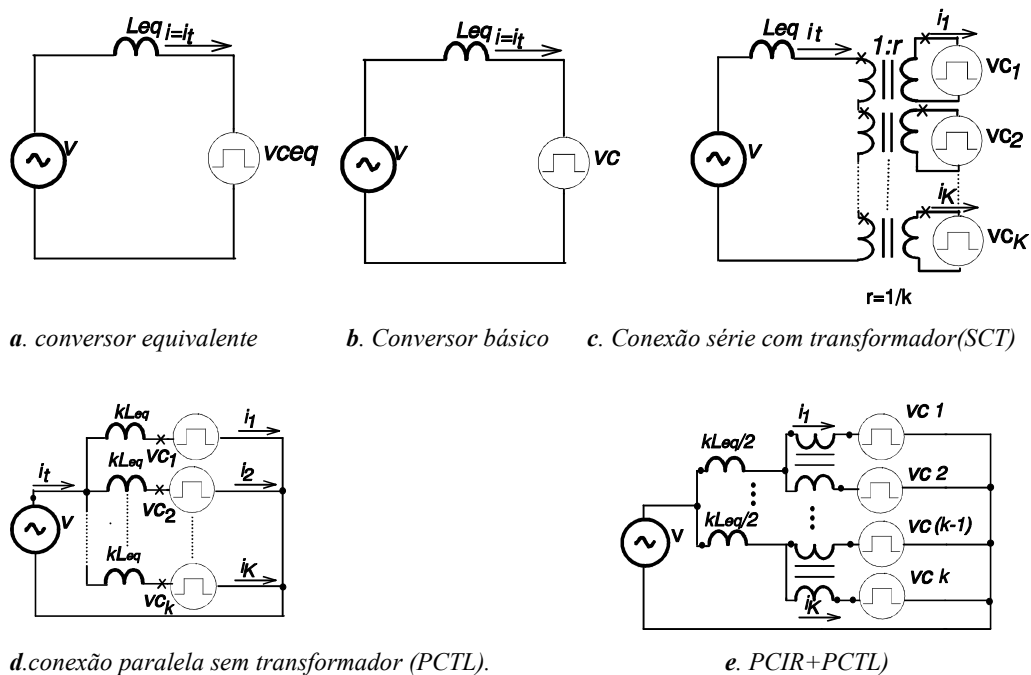 Leq i=it
v
vceq
a. conversor equivalente
Leq i=it
v
vc
b. Conversor básico
Leq it
1:r
i1
vc1
v
vc2
iK
vcK
r=1/k
c. Conexão série com transformador(SCT)
kLeq
i1
it
vc1
kLeq
i2
v
vc2
kLeq
iK
vck
d.conexão paralela sem transformador (PCTL).
i1
vc 1
kLeq/2
vc 2
kLeq/2
v
vc (k-1)
vc k
iK
e. PCIR+PCTL)